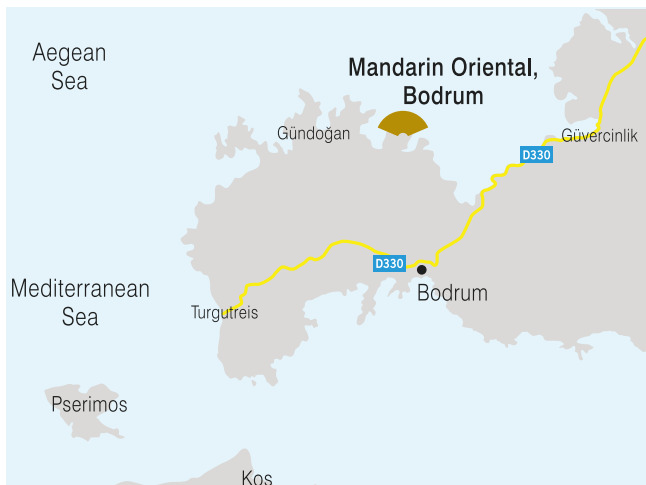 Aegean
Sea
Mandarin Oriental,
Bodrum
Gündoğan
Güvercinlik
D330
D330
Mediterranean
Sea
Bodrum
Turgutreis
Pserimos
Kos